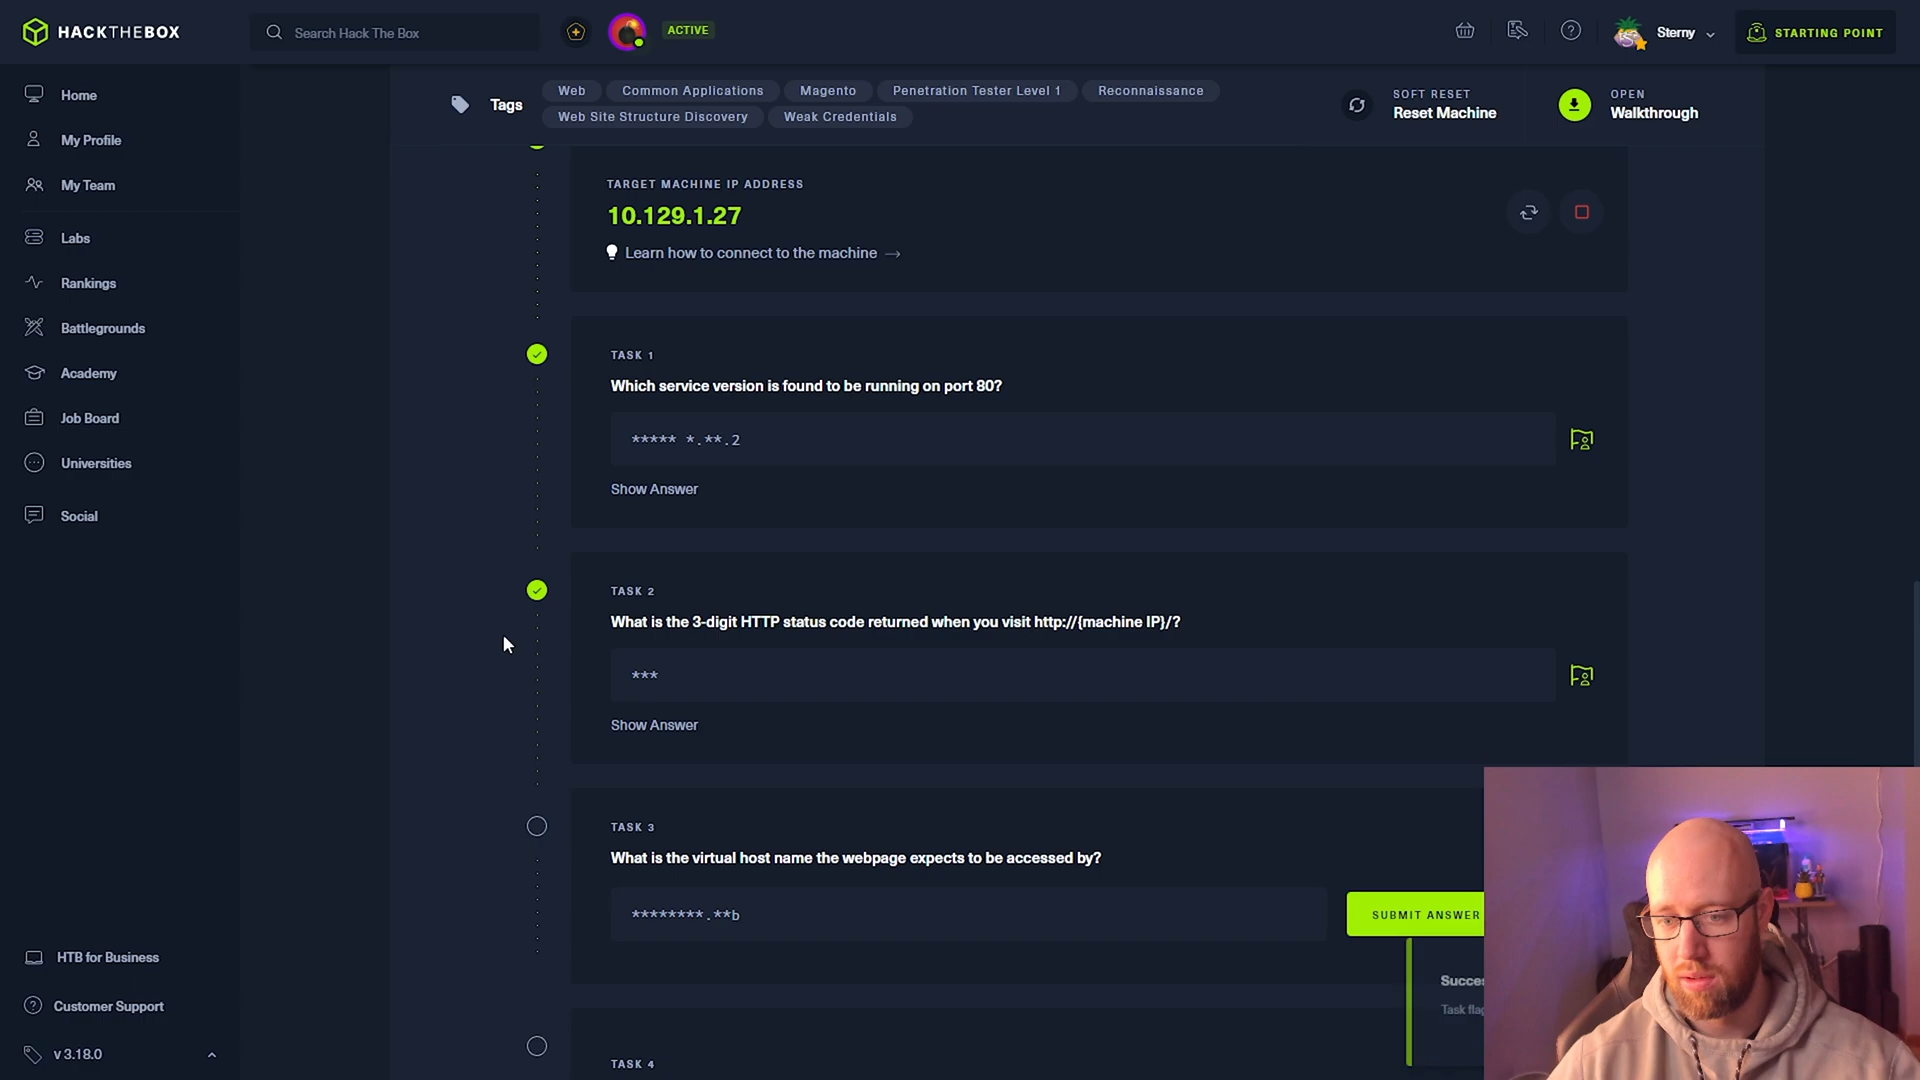 HACKTHEBOX
Search Hack The Box
ACTIVE
Sterny
STARTING POINT
Home
My Profile
My Team
Labs
Rankings
Battlegrounds
Academy
Job Board
Universities
Social
HTB for Business
Customer Support
v 3.18.0
Tags
Web
Common Applications
Magento
Penetration Tester Level 1
Reconnaissance
Web Site Structure Discovery
Weak Credentials
SOFT RESET
Reset Machine
OPEN
Walkthrough
TARGET MACHINE IP ADDRESS
10.129.1.27
Learn how to connect to the machine →
TASK 1
Which service version is found to be running on port 80?
***** *.**.2
Show Answer
TASK 2
What is the 3-digit HTTP status code returned when you visit http://{machine IP}/?
***
Show Answer
TASK 3
What is the virtual host name the webpage expects to be accessed by?
********.**b
SUBMIT ANSWER
Task
TASK 4